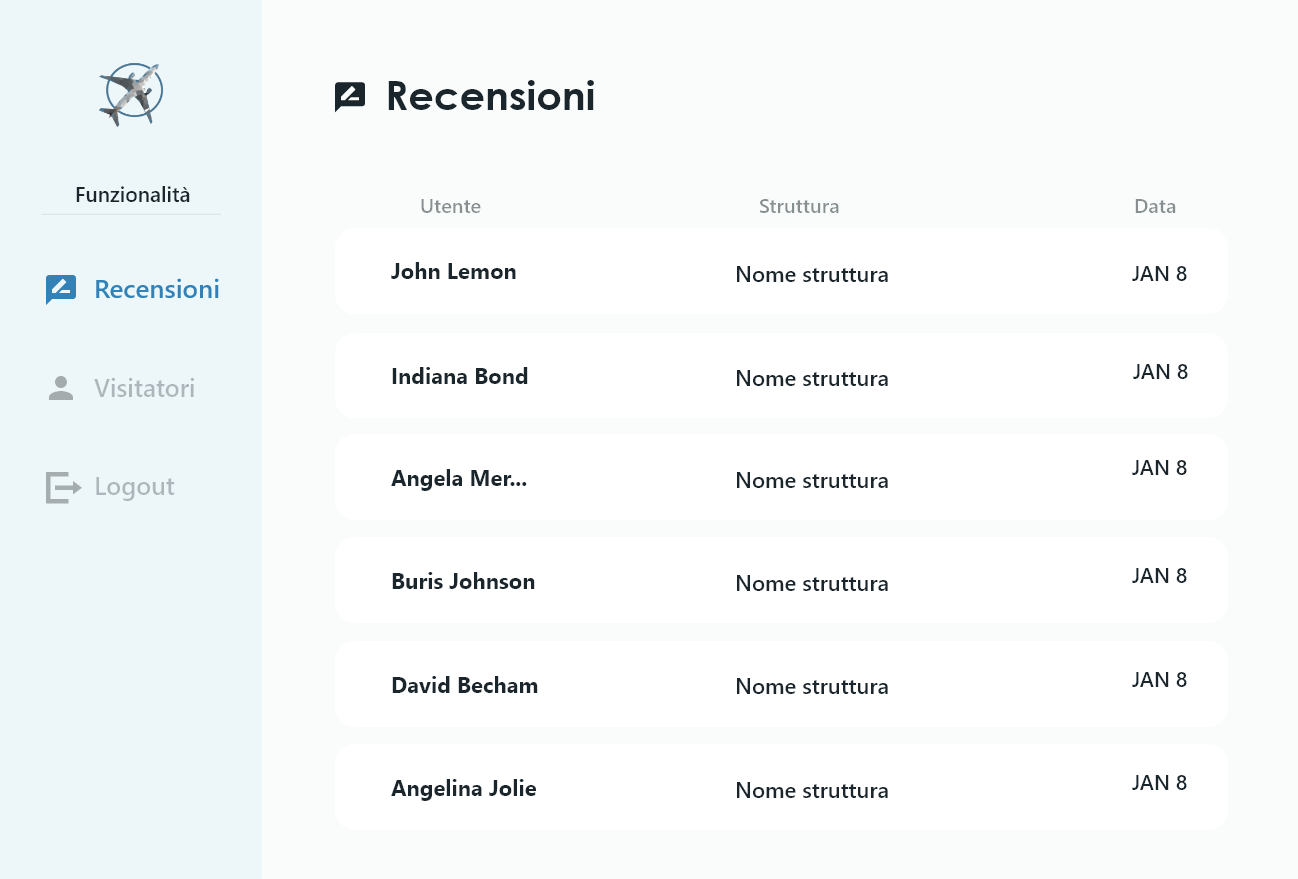 Recensioni
Funzionalità
Recensioni
Visitatori
Logout
Utente Struttura Data
John Lemon Nome struttura JAN 8
Indiana Bond Nome struttura JAN 8
Angela Mer... Nome struttura JAN 8
Buris Johnson Nome struttura JAN 8
David Becham Nome struttura JAN 8
Angelina Jolie Nome struttura JAN 8